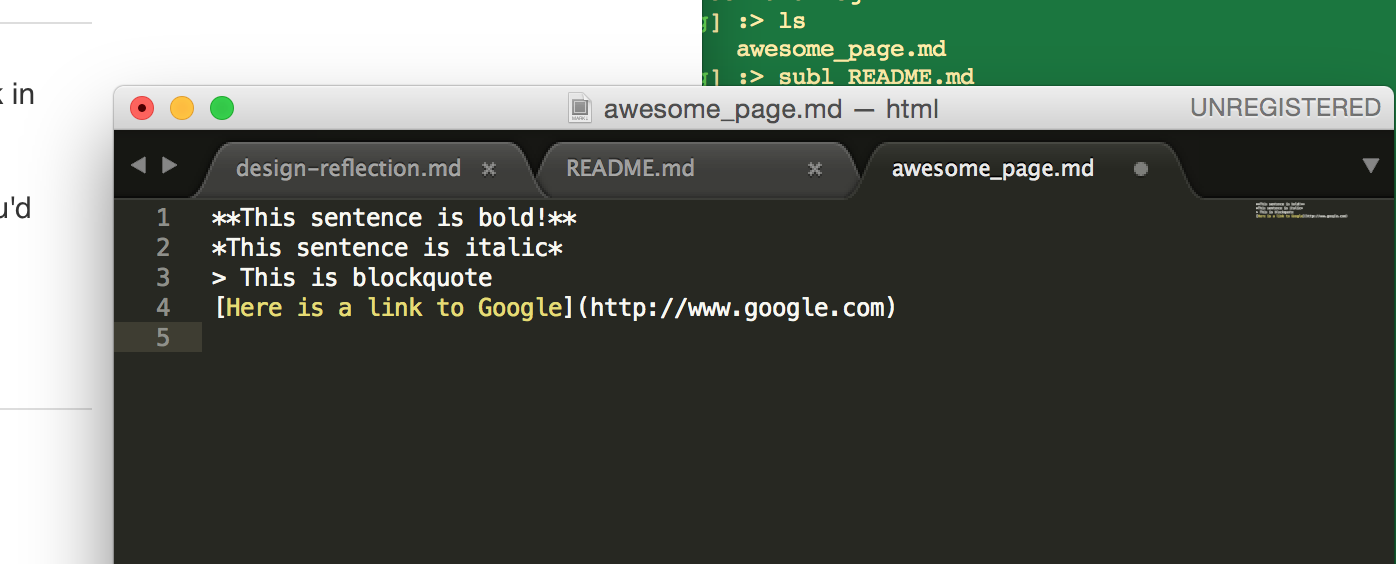 ] :> ls
awesome_page.md
] :> subl README.md
in
u'd
awesome_page.md — html
UNREGISTERED
design-reflection.md
README.md
awesome_page.md
1 **This sentence is bold!**
2 *This sentence is italic*
3 > This is blockquote
4 [Here is a link to Google](http://www.google.com)
5